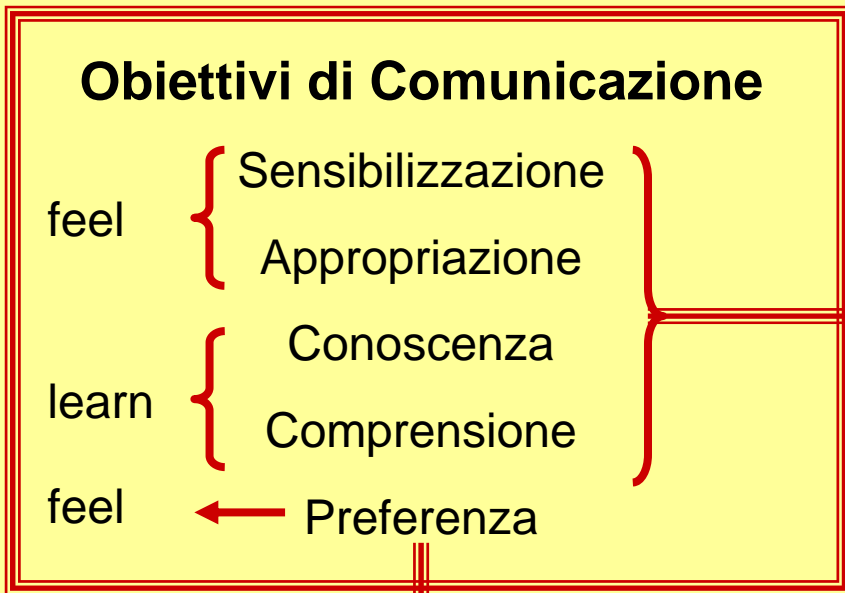 Obiettivi di Comunicazione
Sensibilizzazione
feel
Appropriazione
Conoscenza
learn
Comprensione
feel
Preferenza